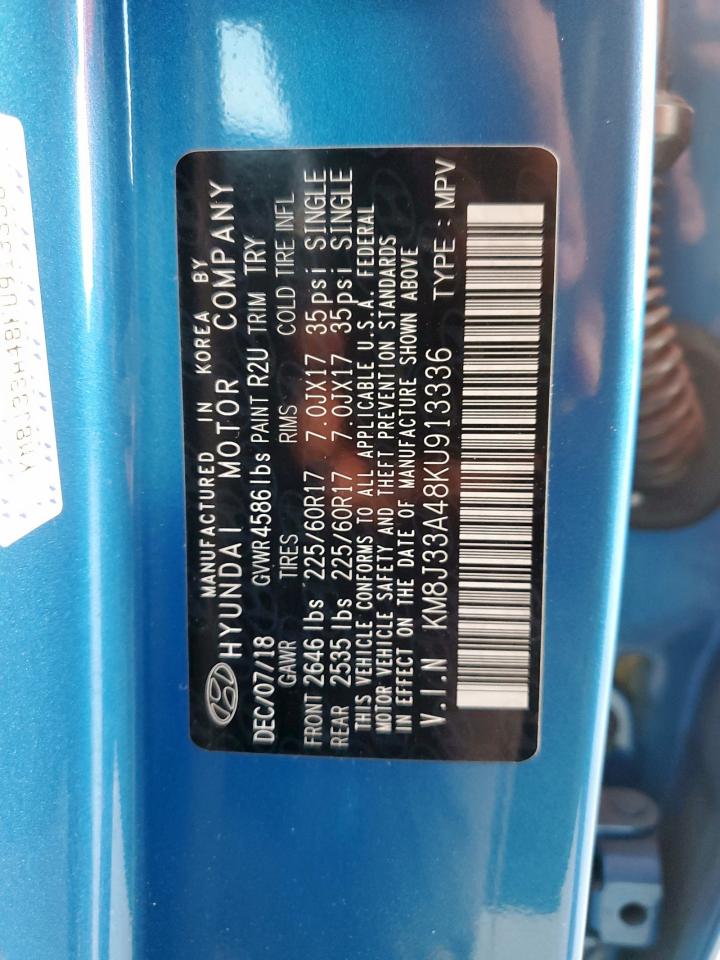 MANUFACTURED IN KOREA BY
HYUNDAI MOTOR COMPANY
DEC/07/18 GVWR 4586 lbs PAINT R2U TRIM TRY
GAWR TIRES RIMS COLD TIRE INFL
FRONT 2646 lbs 225/60R17 7.0JX17 35psi SINGLE
REAR 2535 lbs 225/60R17 7.0JX17 35psi SINGLE
THIS VEHICLE CONFORMS TO ALL APPLICABLE U.S.A. FEDERAL
MOTOR VEHICLE SAFETY AND THEFT PREVENTION STANDARDS
IN EFFECT ON THE DATE OF MANUFACTURE SHOWN ABOVE
V.I.N KM8J33A48KU913336 TYPE : MPV